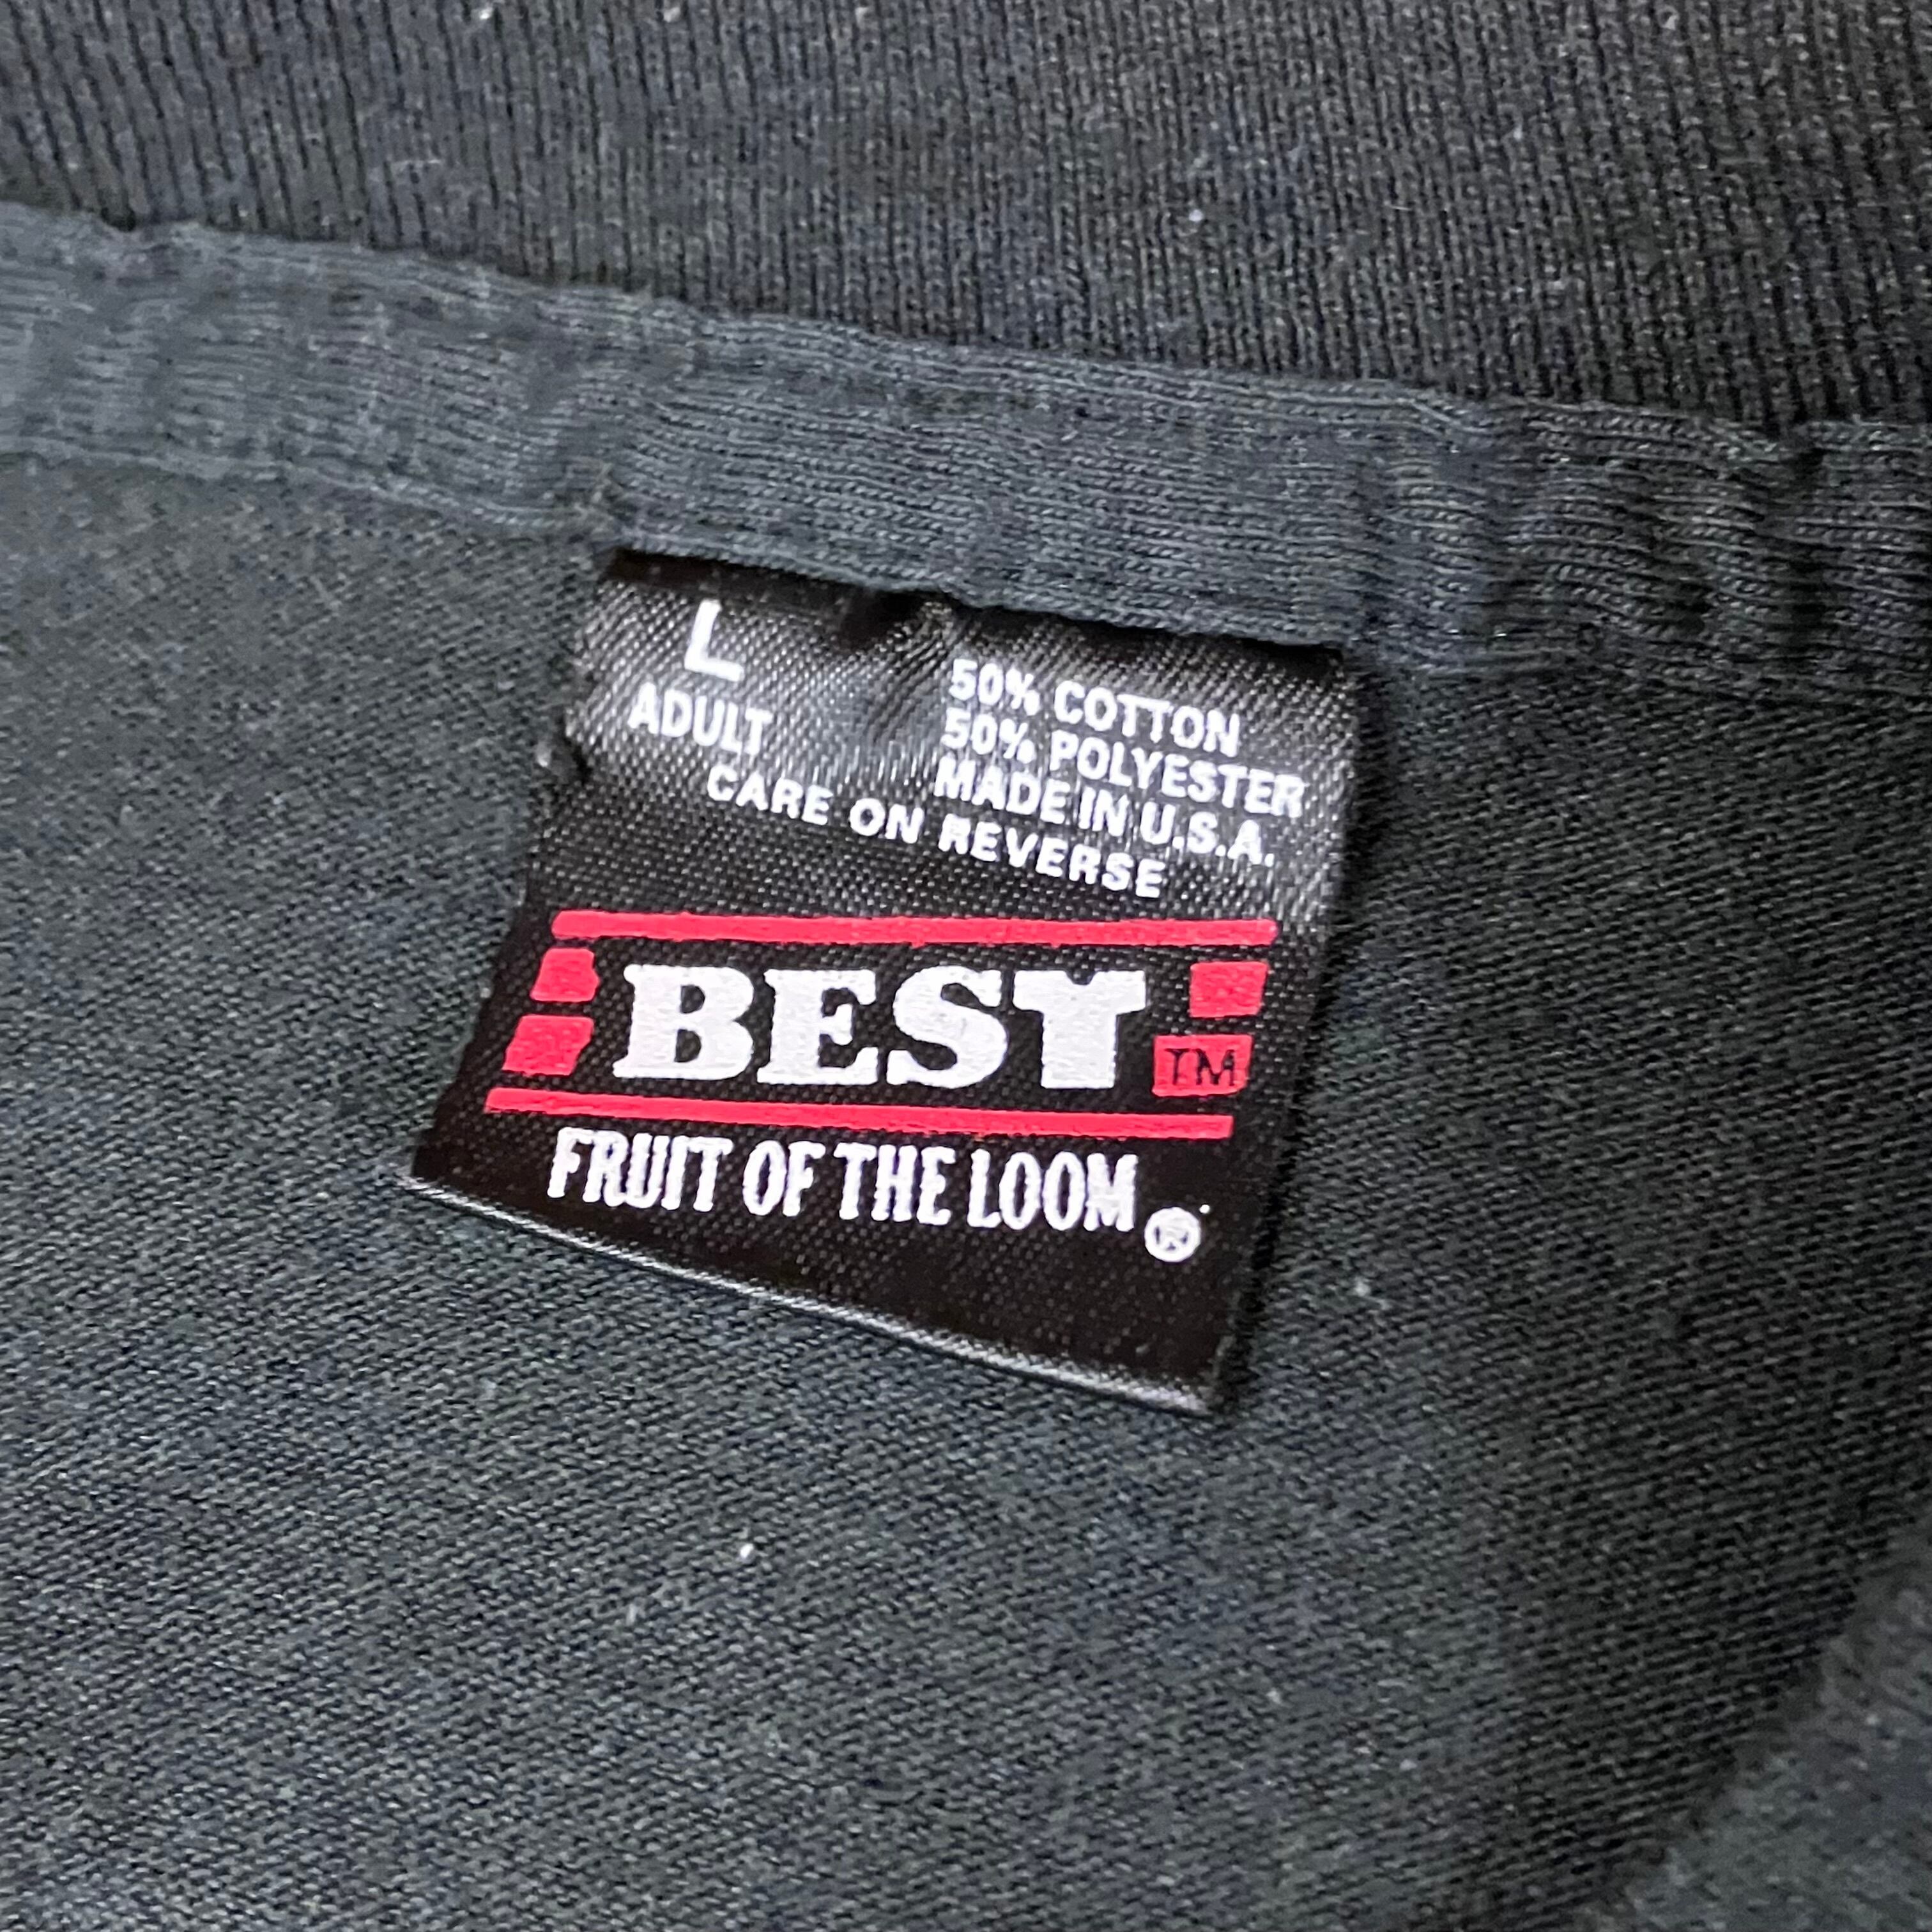 L
ADULT
50% COTTON
50% POLYESTER
MADE IN U.S.A.
CARE ON REVERSE
BEST
TM
FRUIT OF THE LOOM ®